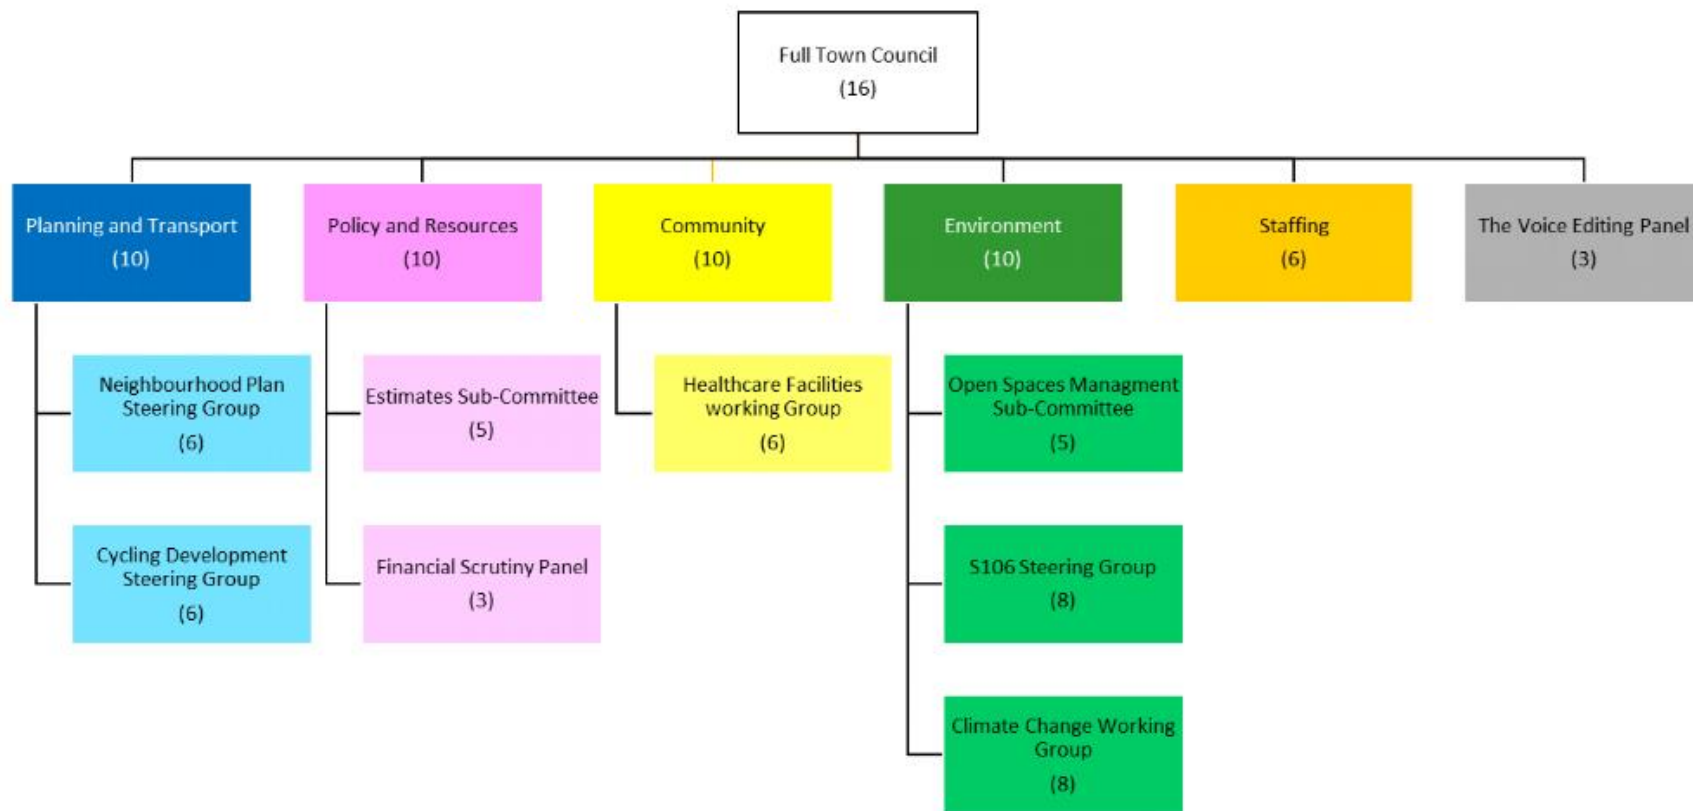 Full Town Council
(16)
Planning and Transport
(10)
Policy and Resources
(10)
Community
(10)
Environment
(10)
Staffing
(6)
The Voice Editing Panel
(3)
Neighbourhood Plan
Steering Group
(6)
Estimates Sub-Committee
(5)
Healthcare Facilities
working Group
(6)
Open Spaces Managment
Sub-Committee
(5)
Cycling Development
Steering Group
(6)
Financial Scrutiny Panel
(3)
S106 Steering Group
(8)
Climate Change Working
Group
(8)